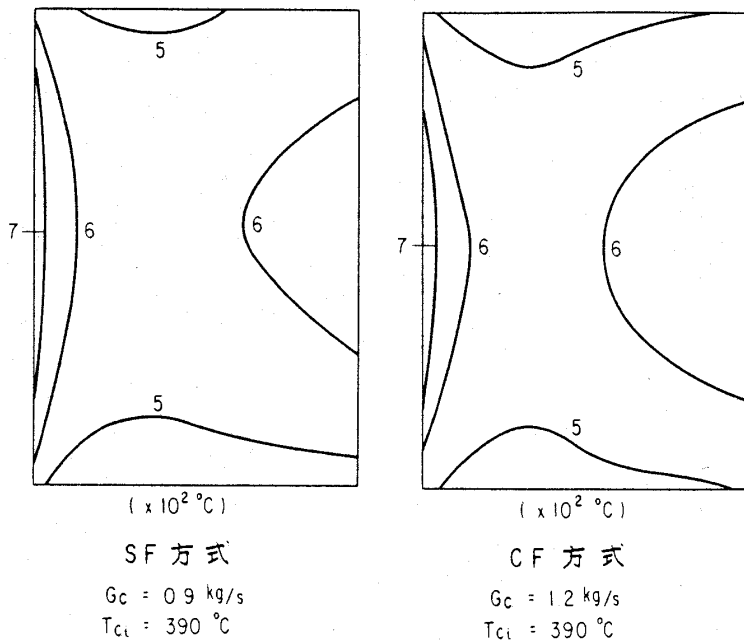 5
5
7
6
6
7
6
6
5
5
( x 10² °C)
( x 10² °C)
SF 方式
CF 方式
Gc = 0.9 kg/s
Gc = 1.2 kg/s
Tci = 390 °C
Tci = 390 °C